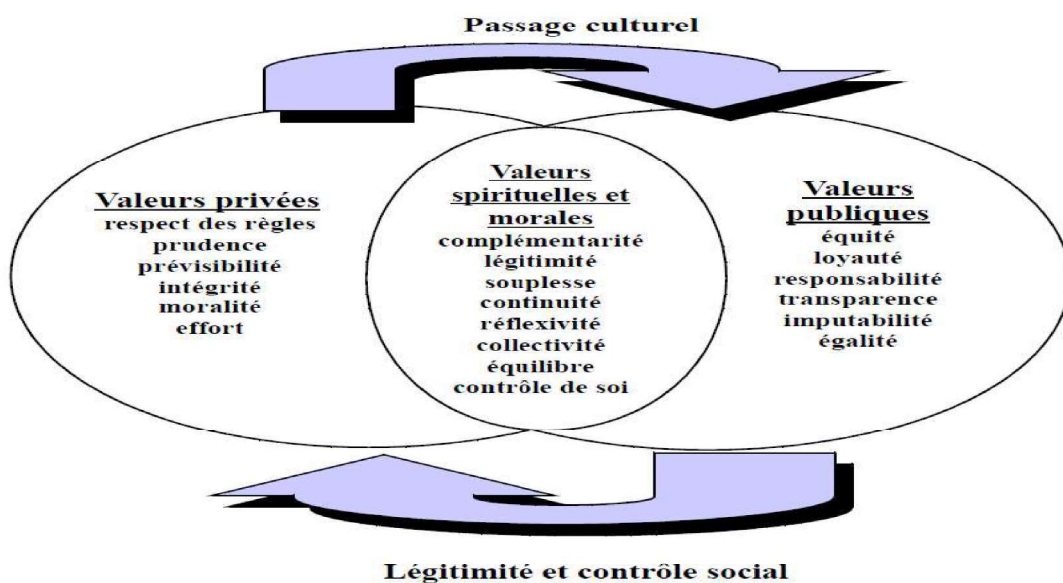 Passage culturel
Valeurs privées
respect des règles
prudence
prévisibilité
intégrité
moralité
effort
Valeurs
spirituelles et
morales
complémentarité
légitimité
souplesse
continuité
réflexivité
collectivité
équilibre
contrôle de soi
Valeurs
publiques
équité
loyauté
responsabilité
transparence
imputabilité
égalité
Légitimité et contrôle social